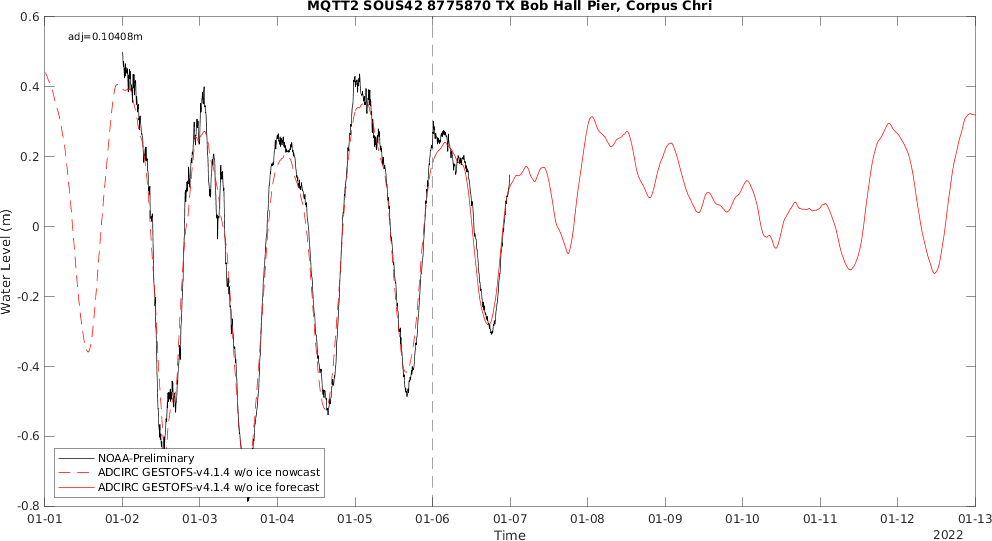 MQTT2 SOUS42 8775870 TX Bob Hall Pier, Corpus Chri
adj=0.10408m
0.6
0.4
0.2
0
-0.2
-0.4
-0.6
-0.8
Water Level (m)
NOAA-Preliminary
ADCIRC GESTOFS-v4.1.4 w/o ice nowcast
ADCIRC GESTOFS-v4.1.4 w/o ice forecast
01-01 01-02 01-03 01-04 01-05 01-06 01-07 01-08 01-09 01-10 01-11 01-12 01-13
Time
2022